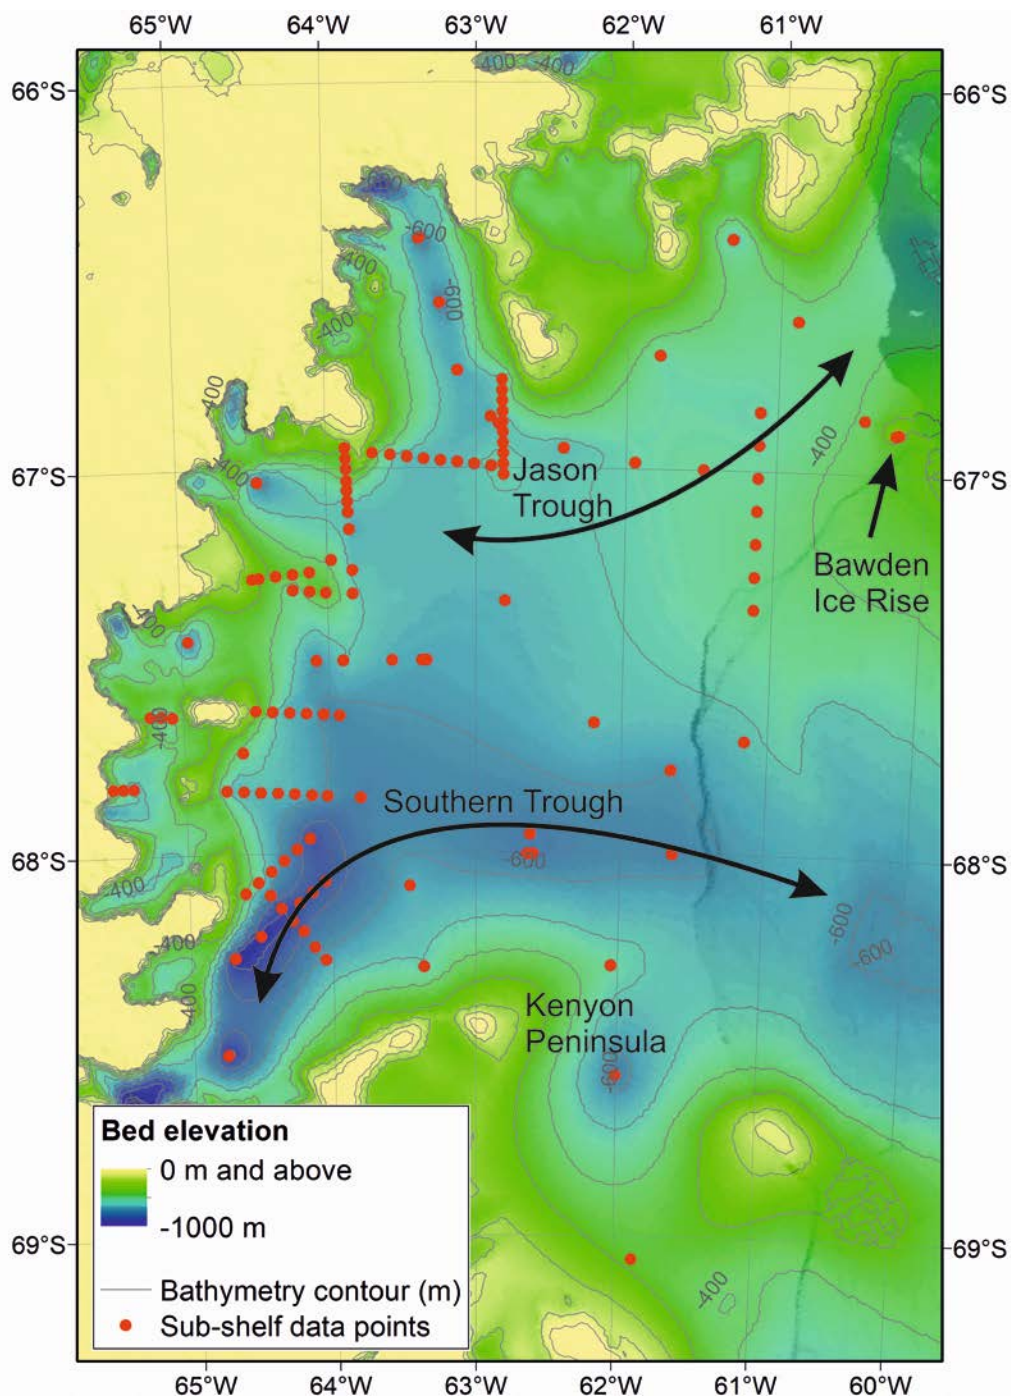 65°W 64°W 63°W 62°W 61°W
-400 -400
66°S 66°S
-600
-400
-600
-400
-400
-400
67°S 67°S
-400
Jason
Trough
Bawden
Ice Rise
-400
-400
Southern Trough
-600
68°S 68°S
-400
-600
-600
-400
-400
Kenyon
Peninsula
-600
Bed elevation
0 m and above
-1000 m
69°S 69°S
-400
Bathymetry contour (m)
Sub-shelf data points
65°W 64°W 63°W 62°W 61°W 60°W